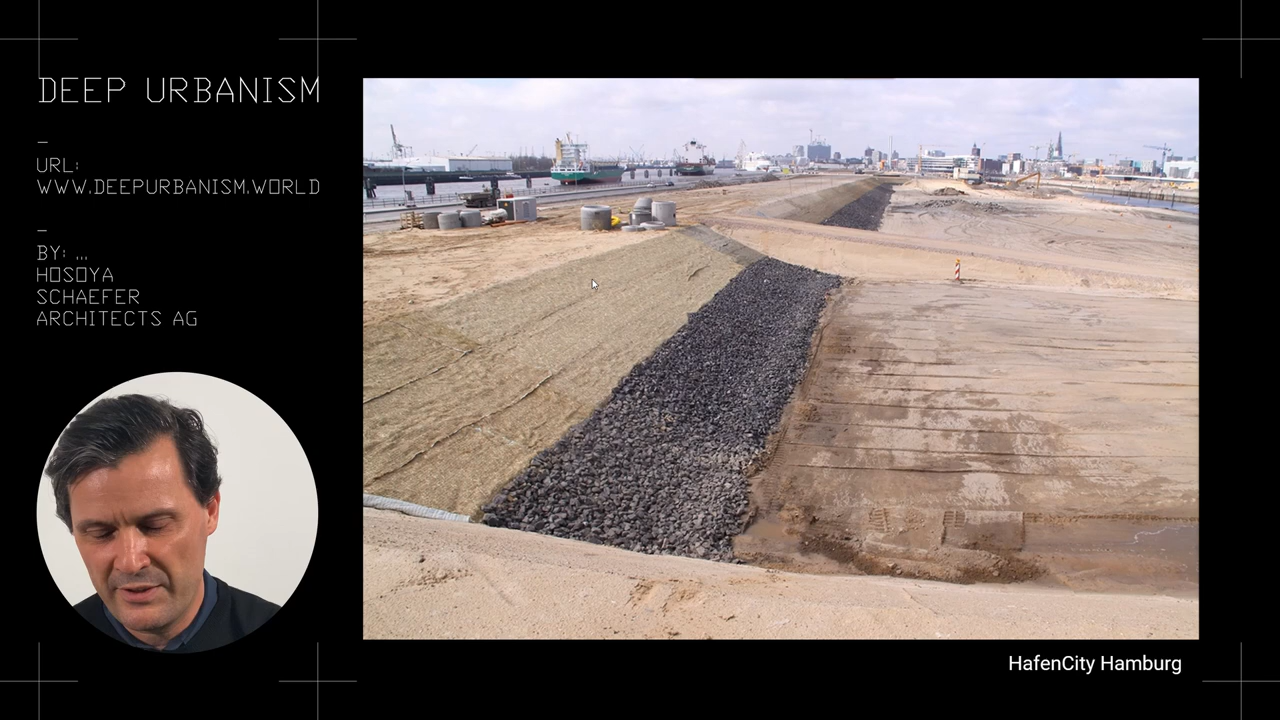 DEEP URBANISM
–
URL:
WWW.DEEPURBANISM.WORLD
–
BY: ...
HOSOYA
SCHAEFER
ARCHITECTS AG
HafenCity Hamburg